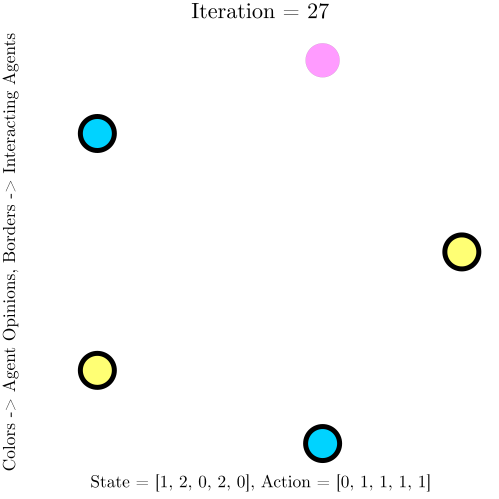 Iteration = 27
Colors -> Agent Opinions, Borders -> Interacting Agents
State = [1, 2, 0, 2, 0], Action = [0, 1, 1, 1, 1]